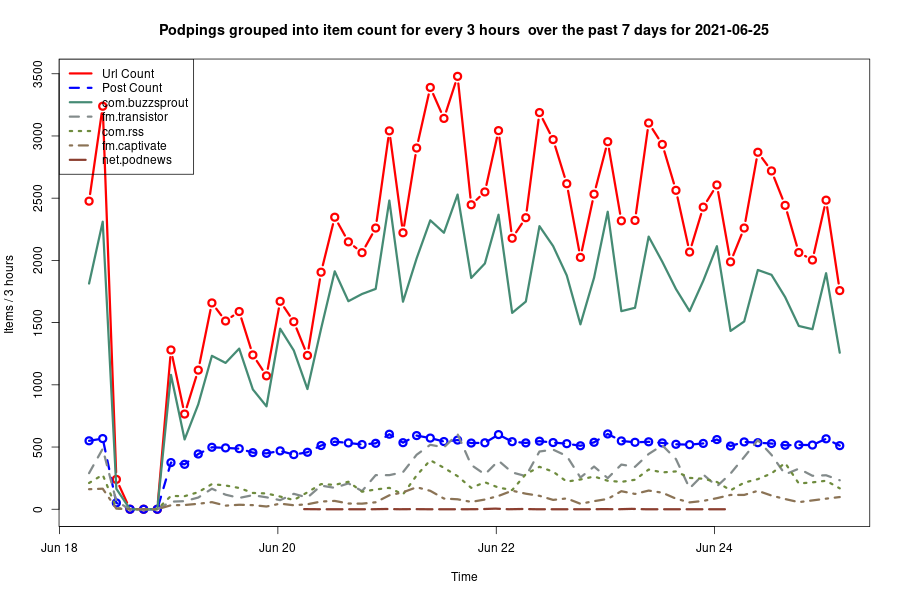 Podpings grouped into item count for every 3 hours  over the past 7 days for 2021-06-25
Url Count
Post Count
com.buzzsprout
fm.transistor
com.rss
fm.captivate
net.podnews
Items / 3 hours
3500
3000
2500
2000
1500
1000
500
0
Jun 18
Jun 20
Jun 22
Jun 24
Time